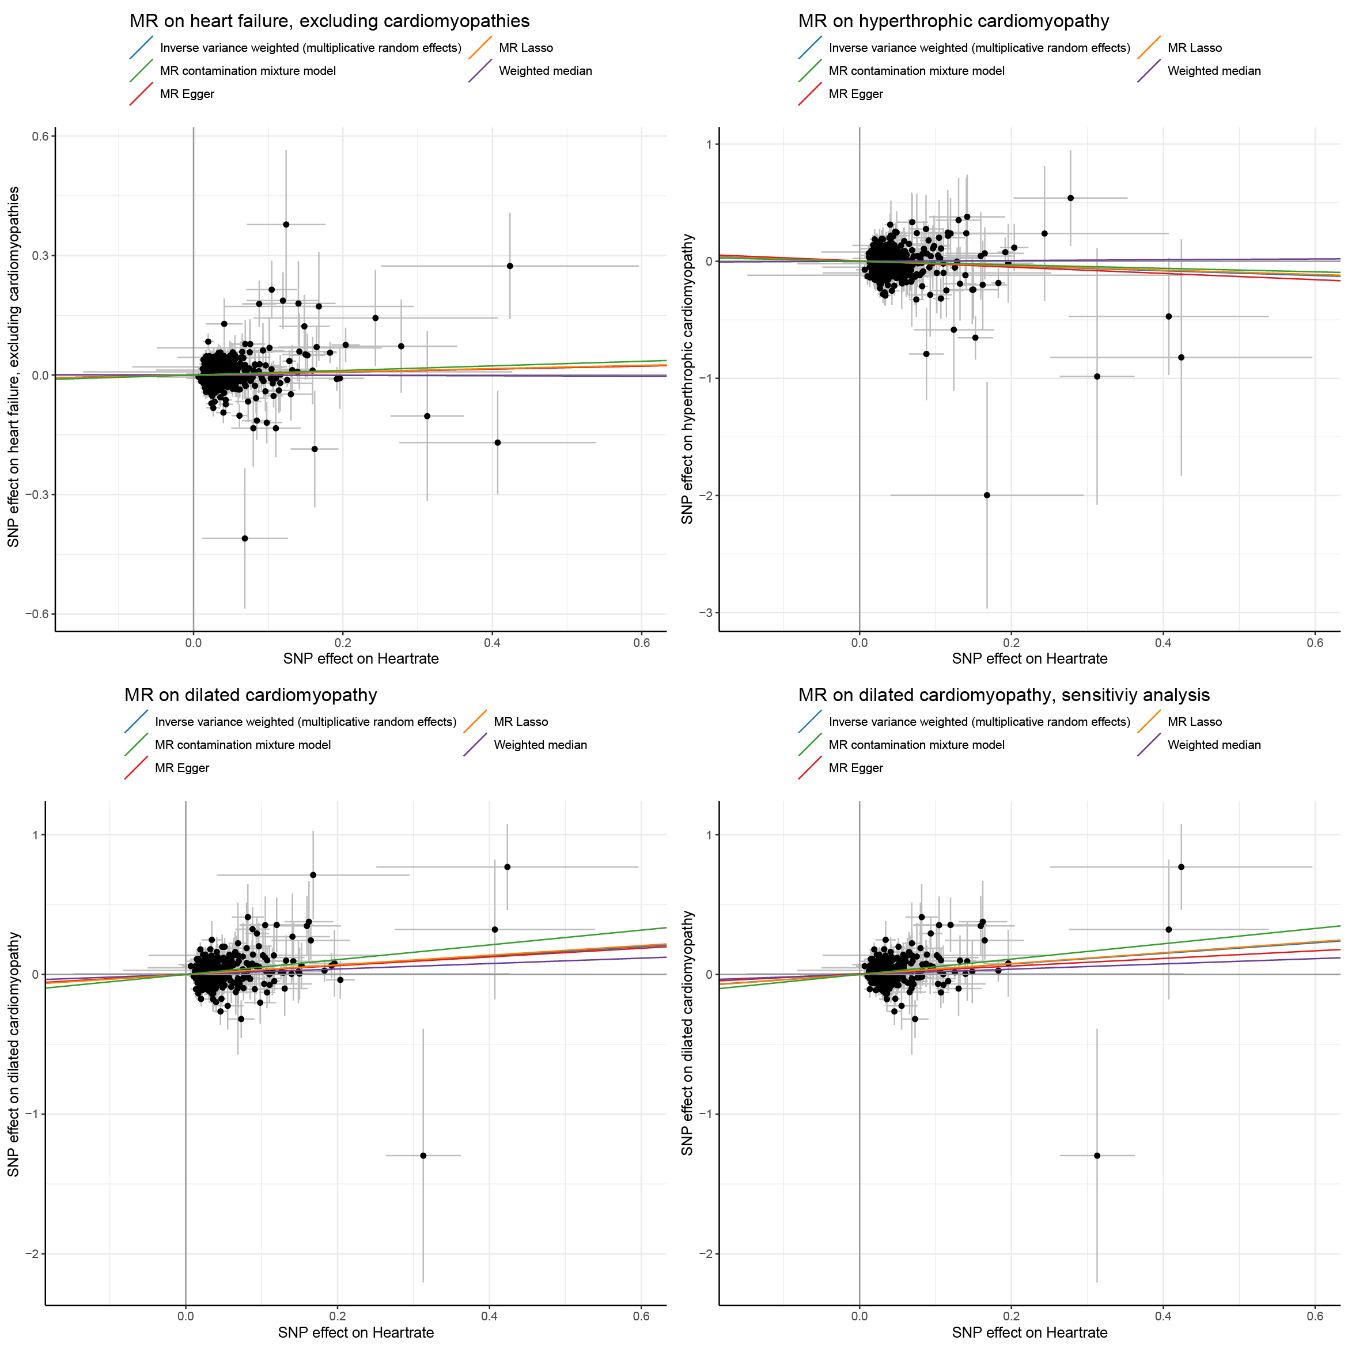 MR on heart failure, excluding cardiomyopathies
Inverse variance weighted (multiplicative random effects)
MR Lasso
MR contamination mixture model
Weighted median
MR Egger
0.6
0.3
0.0
−0.3
−0.6
SNP effect on heart failure, excluding cardiomyopathies
0.0
0.2
0.4
0.6
SNP effect on Heartrate
MR on hyperthrophic cardiomyopathy
Inverse variance weighted (multiplicative random effects)
MR Lasso
MR contamination mixture model
Weighted median
MR Egger
1
0
−1
−2
−3
SNP effect on hyperthrophic cardiomyopathy
0.0
0.2
0.4
0.6
SNP effect on Heartrate
MR on dilated cardiomyopathy
Inverse variance weighted (multiplicative random effects)
MR Lasso
MR contamination mixture model
Weighted median
MR Egger
1
0
−1
−2
SNP effect on dilated cardiomyopathy
0.0
0.2
0.4
0.6
SNP effect on Heartrate
MR on dilated cardiomyopathy, sensitiviy analysis
Inverse variance weighted (multiplicative random effects)
MR Lasso
MR contamination mixture model
Weighted median
MR Egger
1
0
−1
−2
SNP effect on dilated cardiomyopathy
0.0
0.2
0.4
0.6
SNP effect on Heartrate